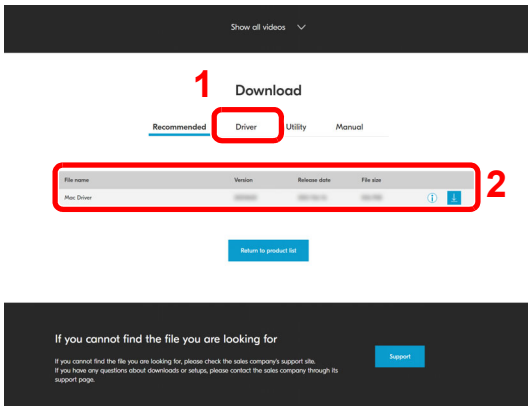 Show all videos
1
Download
Recommended Driver Utility Manual
2
File name Version Release date File size
Mac Driver
Return to product list
If you cannot find the file you are looking for
If you cannot find the file you are looking for, please check the sales company's support site.
If you have any questions about downloads or setups, please contact the sales company through its
support page.
Support